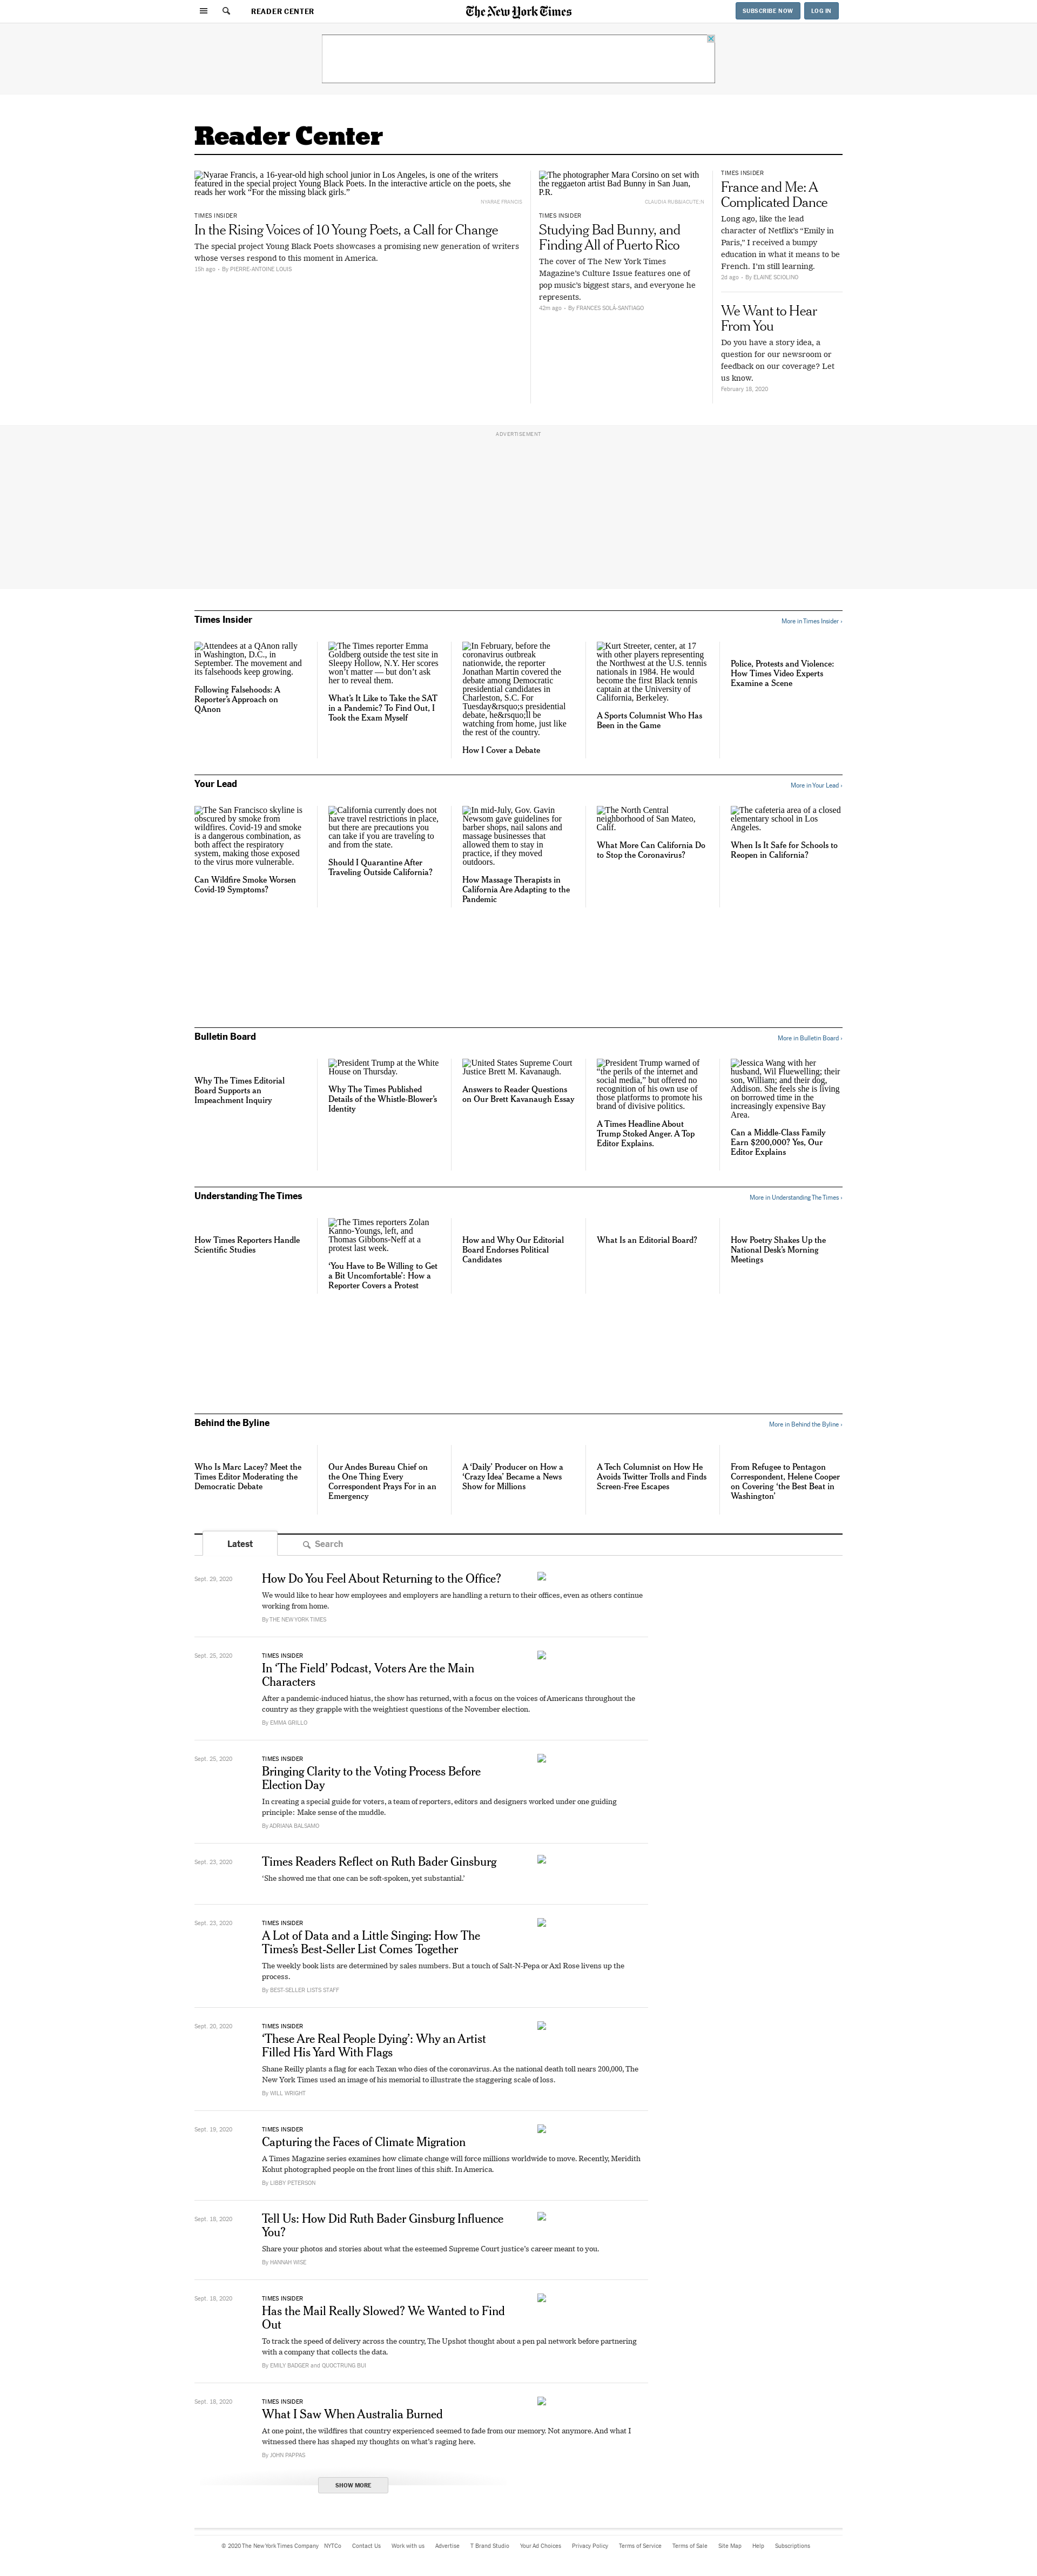 READER CENTER
The New York Times
SUBSCRIBE NOW
LOG IN
Reader Center
Nyarae Francis, a 16-year-old high school junior in Los Angeles, is one of the writers
featured in the special project Young Black Poets. In the interactive article on the poets, she
reads her work “For the missing black girls.”
NYARAE FRANCIS
TIMES INSIDER
In the Rising Voices of 10 Young Poets, a Call for Change
The special project Young Black Poets showcases a promising new generation of writers
whose verses respond to this moment in America.
15h ago · By PIERRE-ANTOINE LOUIS
The photographer Mara Corsino on set with
the reggaeton artist Bad Bunny in San Juan,
P.R.
TIMES INSIDER
Studying Bad Bunny, and
Finding All of Puerto Rico
The cover of The New York Times
Magazine’s Culture Issue features one of
pop music’s biggest stars, and everyone he
represents.
42m ago · By FRANCES SOLÁ-SANTIAGO
TIMES INSIDER
France and Me: A
Complicated Dance
Long ago, like the lead
character of Netflix’s “Emily in
Paris,” I received a bumpy
education in what it means to be
French. I’m still learning.
2d ago · By ELAINE SCIOLINO
We Want to Hear
From You
Do you have a story idea, a
question for our newsroom or
feedback on our coverage? Let
us know.
February 18, 2020
ADVERTISEMENT
Times Insider
More in Times Insider ›
Attendees at a QAnon rally
in Washington, D.C., in
September. The movement and
its falsehoods keep growing.
Following Falsehoods: A
Reporter’s Approach on
QAnon
The Times reporter Emma
Goldberg outside the test site in
Sleepy Hollow, N.Y. Her scores
won’t matter — but don’t ask
her to reveal them.
What’s It Like to Take the SAT
in a Pandemic? To Find Out, I
Took the Exam Myself
In February, before the
coronavirus outbreak
nationwide, the reporter
Jonathan Martin covered the
debate among Democratic
presidential candidates in
Charleston, S.C. For
Tuesday&rsquo;s presidential
debate, he&rsquo;ll be
watching from home, just like
the rest of the country.
How I Cover a Debate
Kurt Streeter, center, at 17
with other players representing
the Northwest at the U.S. tennis
nationals in 1984. He would
become the first Black tennis
captain at the University of
California, Berkeley.
A Sports Columnist Who Has
Been in the Game
Police, Protests and Violence:
How Times Video Experts
Examine a Scene
Your Lead
More in Your Lead ›
The San Francisco skyline is
obscured by smoke from
wildfires. Covid-19 and smoke
is a dangerous combination, as
both affect the respiratory
system, making those exposed
to the virus more vulnerable.
Can Wildfire Smoke Worsen
Covid-19 Symptoms?
California currently does not
have travel restrictions in place,
but there are precautions you
can take if you are traveling to
and from the state.
Should I Quarantine After
Traveling Outside California?
In mid-July, Gov. Gavin
Newsom gave guidelines for
barber shops, nail salons and
massage businesses that
allowed them to stay in
practice, if they moved
outdoors.
How Massage Therapists in
California Are Adapting to the
Pandemic
The North Central
neighborhood of San Mateo,
Calif.
What More Can California Do
to Stop the Coronavirus?
The cafeteria area of a closed
elementary school in Los
Angeles.
When Is It Safe for Schools to
Reopen in California?
Bulletin Board
More in Bulletin Board ›
Why The Times Editorial
Board Supports an
Impeachment Inquiry
President Trump at the White
House on Thursday.
Why The Times Published
Details of the Whistle-Blower’s
Identity
United States Supreme Court
Justice Brett M. Kavanaugh.
Answers to Reader Questions
on Our Brett Kavanaugh Essay
President Trump warned of
“the perils of the internet and
social media,” but offered no
recognition of his own use of
those platforms to promote his
brand of divisive politics.
A Times Headline About
Trump Stoked Anger. A Top
Editor Explains.
Jessica Wang with her
husband, Wil Fluewelling; their
son, William; and their dog,
Addison. She feels she is living
on borrowed time in the
increasingly expensive Bay
Area.
Can a Middle-Class Family
Earn $200,000? Yes, Our
Editor Explains
Understanding The Times
More in Understanding The Times ›
How Times Reporters Handle
Scientific Studies
The Times reporters Zolan
Kanno-Youngs, left, and
Thomas Gibbons-Neff at a
protest last week.
‘You Have to Be Willing to Get
a Bit Uncomfortable’: How a
Reporter Covers a Protest
How and Why Our Editorial
Board Endorses Political
Candidates
What Is an Editorial Board?
How Poetry Shakes Up the
National Desk’s Morning
Meetings
Behind the Byline
More in Behind the Byline ›
Who Is Marc Lacey? Meet the
Times Editor Moderating the
Democratic Debate
Our Andes Bureau Chief on
the One Thing Every
Correspondent Prays For in an
Emergency
A ‘Daily’ Producer on How a
‘Crazy Idea’ Became a News
Show for Millions
A Tech Columnist on How He
Avoids Twitter Trolls and Finds
Screen-Free Escapes
From Refugee to Pentagon
Correspondent, Helene Cooper
on Covering ‘the Best Beat in
Washington’
Latest
Search
Sept. 29, 2020
How Do You Feel About Returning to the Office?
We would like to hear how employees and employers are handling a return to their offices, even as others continue
working from home.
By THE NEW YORK TIMES
Sept. 25, 2020
TIMES INSIDER
In ‘The Field’ Podcast, Voters Are the Main
Characters
After a pandemic-induced hiatus, the show has returned, with a focus on the voices of Americans throughout the
country as they grapple with the weightiest questions of the November election.
By EMMA GRILLO
Sept. 25, 2020
TIMES INSIDER
Bringing Clarity to the Voting Process Before
Election Day
In creating a special guide for voters, a team of reporters, editors and designers worked under one guiding
principle: Make sense of the muddle.
By ADRIANA BALSAMO
Sept. 23, 2020
Times Readers Reflect on Ruth Bader Ginsburg
‘She showed me that one can be soft-spoken, yet substantial.’
Sept. 23, 2020
TIMES INSIDER
A Lot of Data and a Little Singing: How The
Times’s Best-Seller List Comes Together
The weekly book lists are determined by sales numbers. But a touch of Salt-N-Pepa or Axl Rose livens up the
process.
By BEST-SELLER LISTS STAFF
Sept. 20, 2020
TIMES INSIDER
‘These Are Real People Dying’: Why an Artist
Filled His Yard With Flags
Shane Reilly plants a flag for each Texan who dies of the coronavirus. As the national death toll nears 200,000, The
New York Times used an image of his memorial to illustrate the staggering scale of loss.
By WILL WRIGHT
Sept. 19, 2020
TIMES INSIDER
Capturing the Faces of Climate Migration
A Times Magazine series examines how climate change will force millions worldwide to move. Recently, Meridith
Kohut photographed people on the front lines of this shift. In America.
By LIBBY PETERSON
Sept. 18, 2020
Tell Us: How Did Ruth Bader Ginsburg Influence
You?
Share your photos and stories about what the esteemed Supreme Court justice’s career meant to you.
By HANNAH WISE
Sept. 18, 2020
TIMES INSIDER
Has the Mail Really Slowed? We Wanted to Find
Out
To track the speed of delivery across the country, The Upshot thought about a pen pal network before partnering
with a company that collects the data.
By EMILY BADGER and QUOCTRUNG BUI
Sept. 18, 2020
TIMES INSIDER
What I Saw When Australia Burned
At one point, the wildfires that country experienced seemed to fade from our memory. Not anymore. And what I
witnessed there has shaped my thoughts on what’s raging here.
By JOHN PAPPAS
SHOW MORE
© 2020 The New York Times Company NYTCo Contact Us Work with us Advertise T Brand Studio Your Ad Choices Privacy Policy Terms of Service Terms of Sale Site Map Help Subscriptions